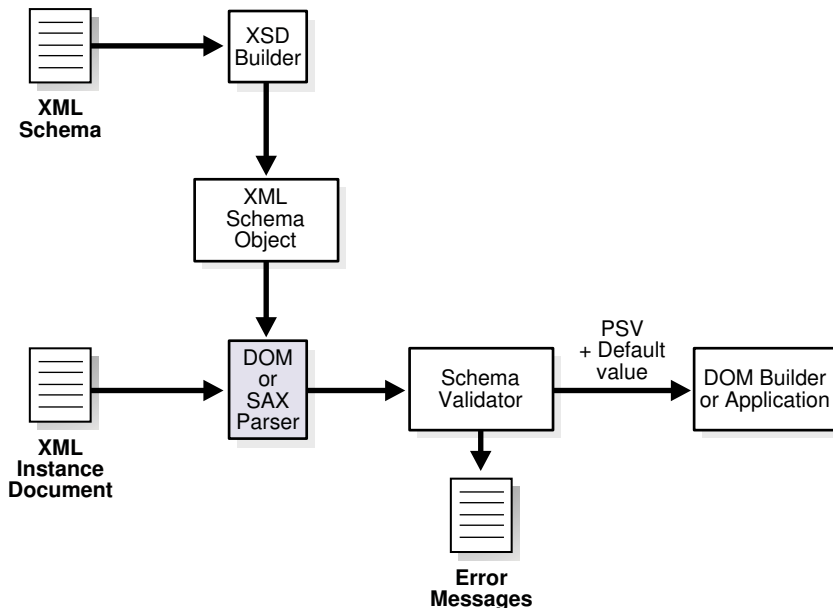 XSD
Builder
XML
Schema
XML
Schema
Object
DOM
or
SAX
Parser
Schema
Validator
PSV
+ Default
value
DOM Builder
or Application
XML
Instance
Document
Error
Messages